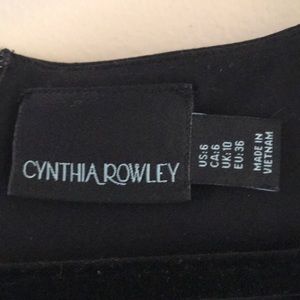 CYNTHIA ROWLEY
US:6
CA:6
UK:10
EU:36
MADE IN
VIETNAM